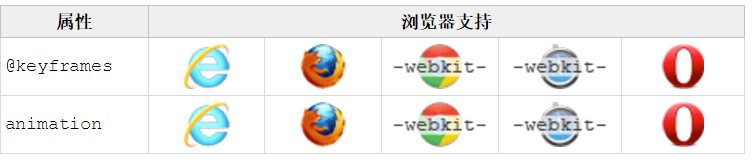 属性 浏览器支持
@keyframes -webkit- -webkit-
animation -webkit- -webkit-